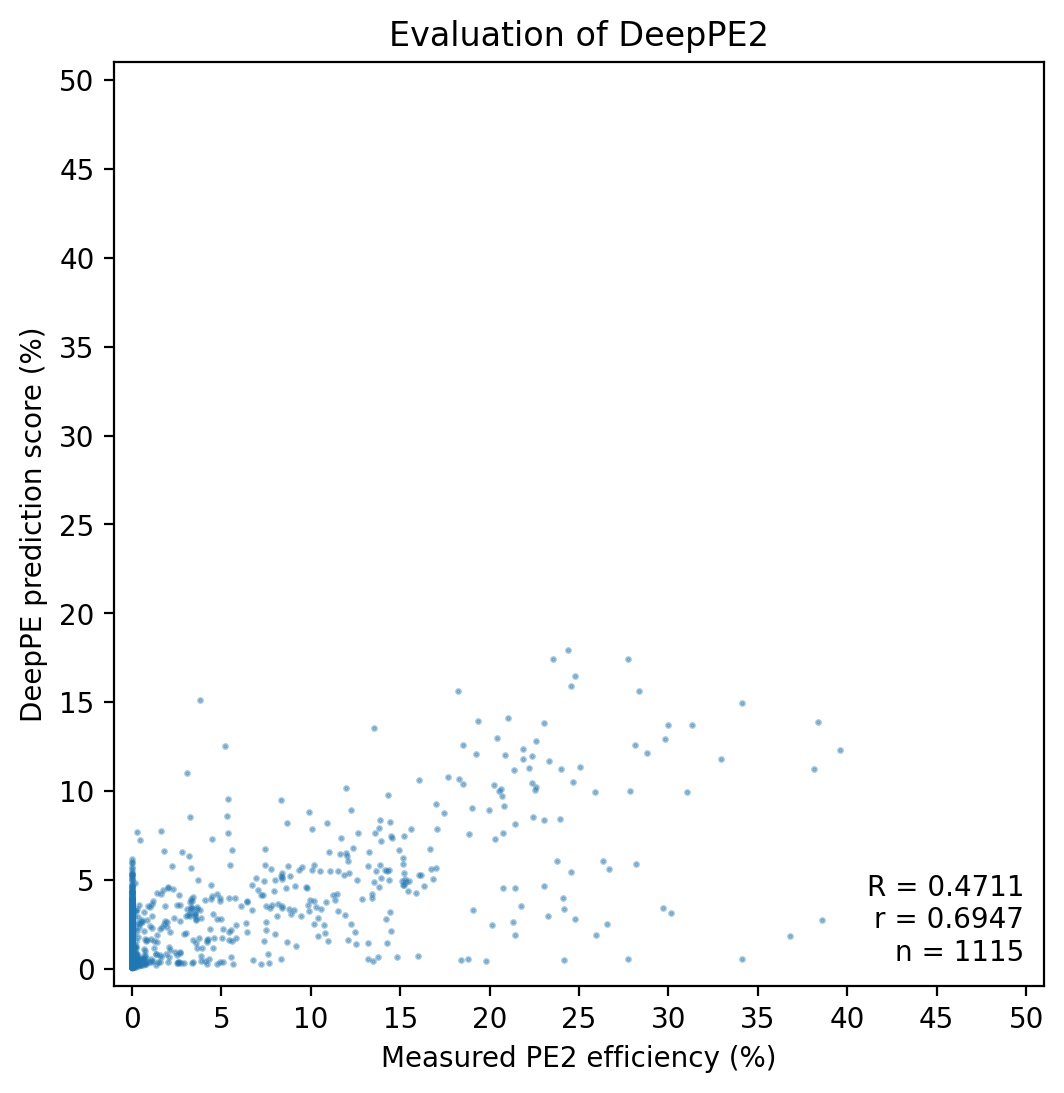 Evaluation of DeepPE2
50
45
40
35
30
25
20
15
10
5
0
DeepPE prediction score (%)
R = 0.4711
r = 0.6947
n = 1115
0 5 10 15 20 25 30 35 40 45 50
Measured PE2 efficiency (%)